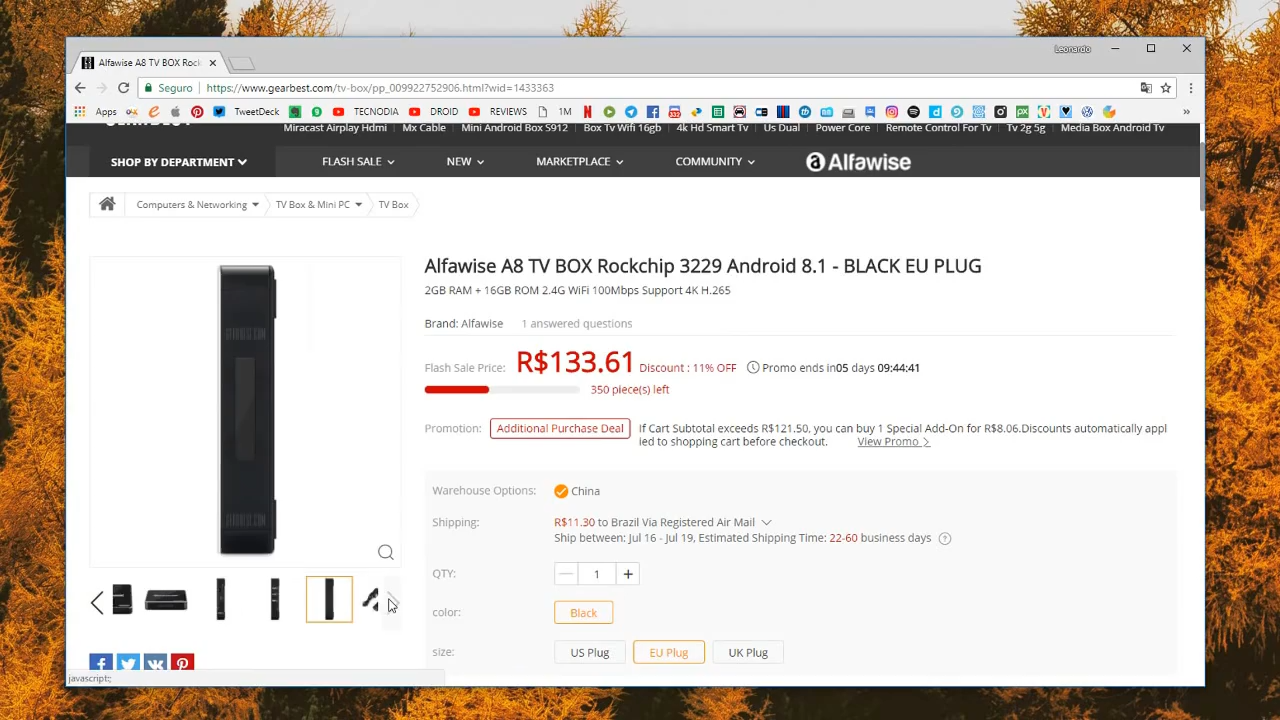 Leonardo
Alfawise A8 TV BOX Rock
Seguro https://www.gearbest.com/tv-box/pp_009922752906.html?wid=1433363
Apps TweetDeck TECNODIA DROID REVIEWS 1M »
Miracast Airplay Hdmi Mx Cable Mini Android Box S912 Box Tv Wifi 16gb 4k Hd Smart Tv Us Dual Power Core Remote Control For Tv Tv 2g 5g Media Box Android Tv
SHOP BY DEPARTMENT FLASH SALE NEW MARKETPLACE COMMUNITY Alfawise
Computers & Networking TV Box & Mini PC TV Box
Alfawise A8 TV BOX Rockchip 3229 Android 8.1 - BLACK EU PLUG
2GB RAM + 16GB ROM 2.4G WiFi 100Mbps Support 4K H.265
Brand: Alfawise 1 answered questions
Flash Sale Price: R$133.61 Discount : 11% OFF Promo ends in05 days 09:44:41
350 piece(s) left
Promotion: Additional Purchase Deal If Cart Subtotal exceeds R$121.50, you can buy 1 Special Add-On for R$8.06.Discounts automatically appl
ied to shopping cart before checkout. View Promo >
Warehouse Options: China
Shipping: R$11.30 to Brazil Via Registered Air Mail
Ship between: Jul 16 - Jul 19, Estimated Shipping Time: 22-60 business days ?
QTY: — 1 +
color: Black
size: US Plug EU Plug UK Plug
javascript:;